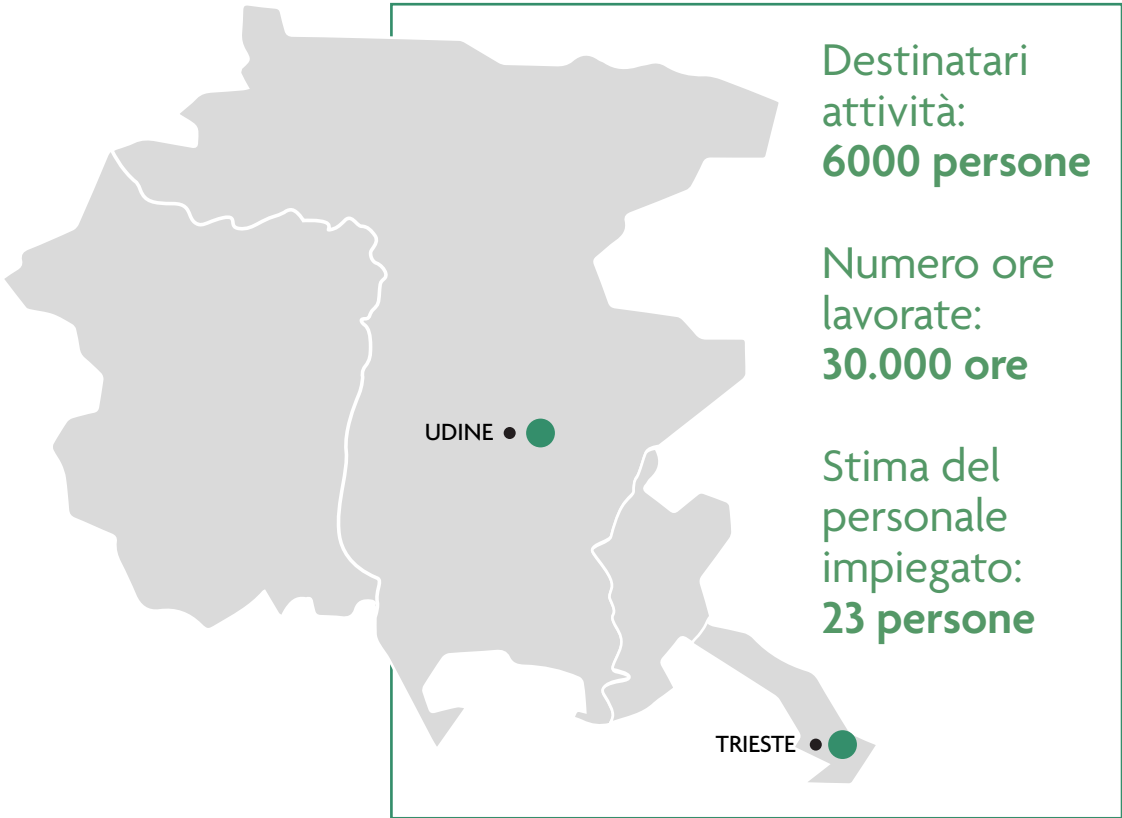 Destinatari
attività:
6000 persone
Numero ore
lavorate:
30.000 ore
Stima del
personale
impiegato:
23 persone
UDINE
TRIESTE